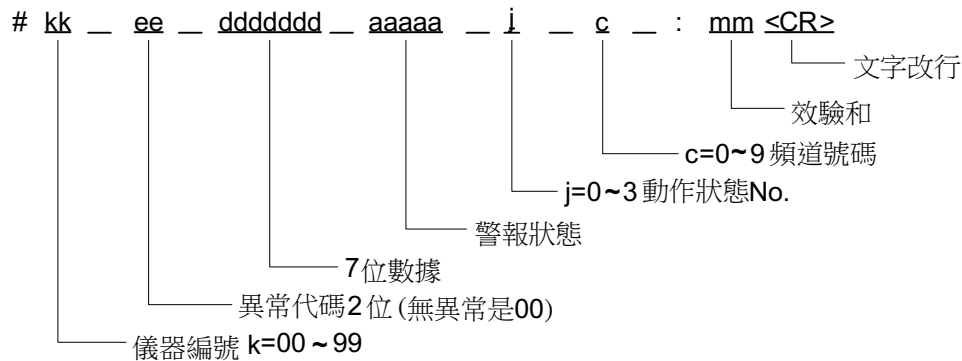 # kk _ ee _ ddddddd _ aaaaa _ j _ c _ : mm <CR>
文字改行
效驗和
c=0~9 頻道號碼
j=0~3 動作狀態No.
警報狀態
7位數據
異常代碼2位(無異常是00)
儀器編號 k=00~99